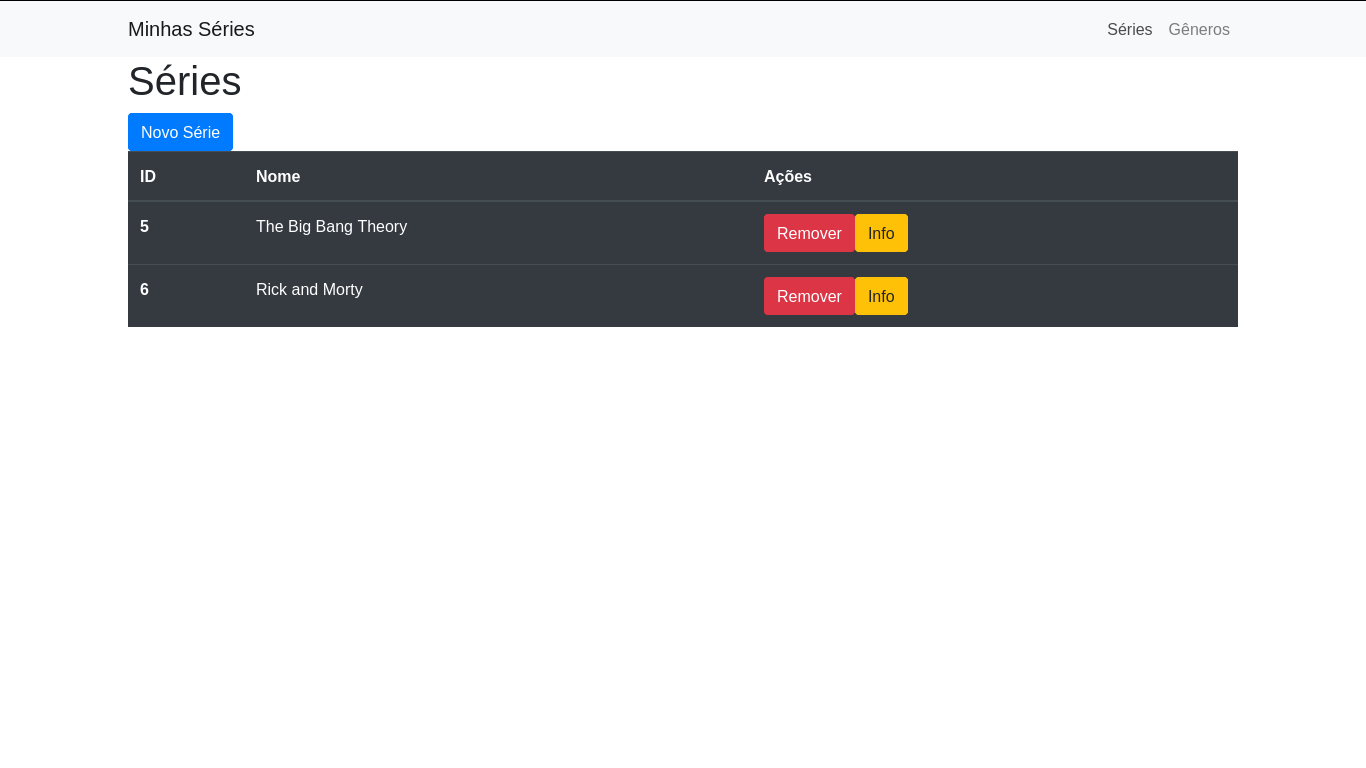 Minhas Séries Séries Gêneros
Séries
Novo Série
ID Nome Ações
5 The Big Bang Theory Remover Info
6 Rick and Morty Remover Info